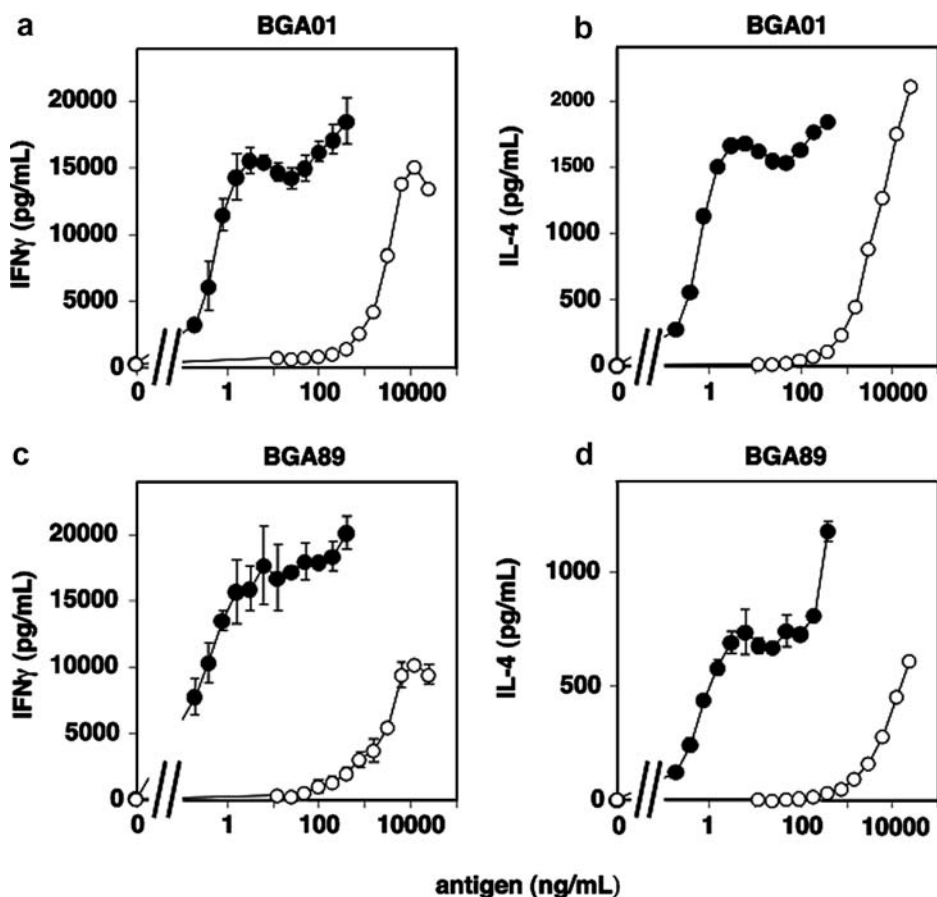 a BGA01
IFNγ (pg/mL)
20000
15000
10000
5000
0
0 1 100 10000
b BGA01
IL-4 (pg/mL)
2000
1500
1000
500
0
0 1 100 10000
c BGA89
IFNγ (pg/mL)
20000
15000
10000
5000
0
0 1 100 10000
d BGA89
IL-4 (pg/mL)
1000
500
0
0 1 100 10000
antigen (ng/mL)